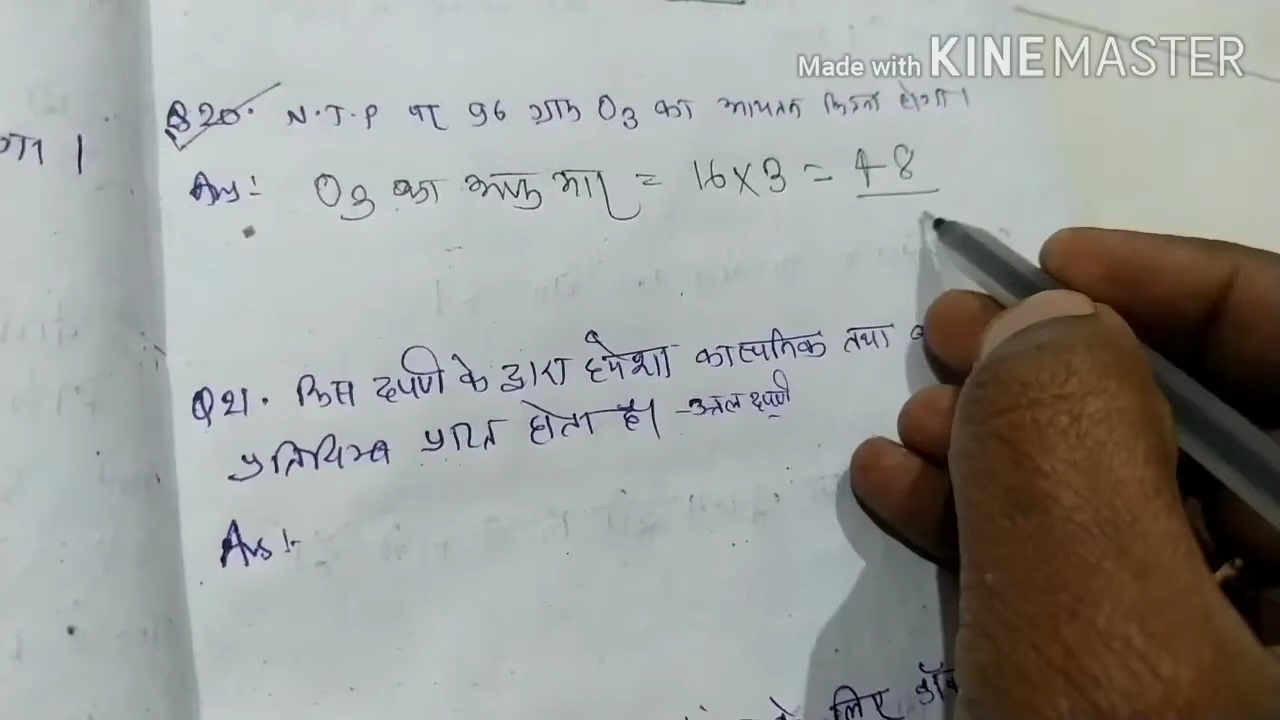 Made with KINEMASTER
Q20. N.T.P पर 96 ग्राम O3 का आयतन कितना होगा।
गा।
Ans:- O3 का अणु भार = 16×3 = 48
Q21. किस दर्पण के द्वारा हमेशा काल्पनिक तथा
प्रतिबिम्ब प्राप्त होता है। -उत्तल दर्पण
Ans:-
लिए